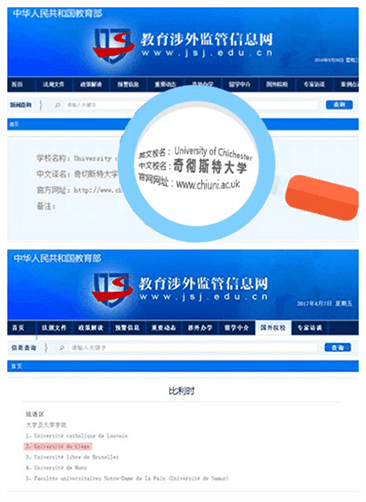 中华人民共和国教育部
教育涉外监管信息网
www.jsj.edu.cn
首页 法规文件 政策解读 预警信息 重要动态 涉外办学 留学中介 国外院校 专家访谈 案例点
请输入关键字 查询
首页
英文校名： University of Chichester
中文校名：奇彻斯特大学
官网网址：www.chiuni.ac.uk
学校名称：University
中文译名：奇切斯特大学
官方网址：http://www.ch
备注：
中华人民共和国教育部
教育涉外监管信息网
www.jsj.edu.cn
2017年4月7日 星期五
首页 法规文件 政策解读 预警信息 重要动态 涉外办学 留学中介 国外院校 专家访谈
信息查询 请输入关键字 查询
首页
比利时
法语区
大学及大学学院
1、Université catholique de Louvain
2、Université de Liege
3、Université libre de Bruxelles
4、Université de Mons
5、Facultés universitaires Notre-Dame de la Paix (Université de Namur)